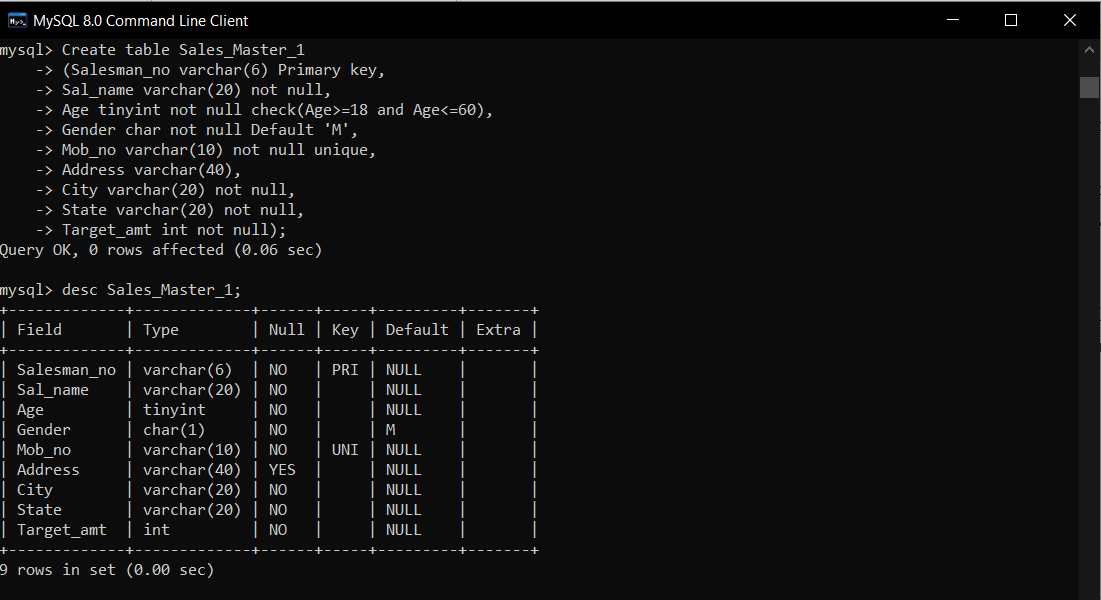 MySQL 8.0 Command Line Client
mysql> Create table Sales_Master_1
    -> (Salesman_no varchar(6) Primary key,
    -> Sal_name varchar(20) not null,
    -> Age tinyint not null check(Age>=18 and Age<=60),
    -> Gender char not null Default 'M',
    -> Mob_no varchar(10) not null unique,
    -> Address varchar(40),
    -> City varchar(20) not null,
    -> State varchar(20) not null,
    -> Target_amt int not null);
Query OK, 0 rows affected (0.06 sec)
mysql> desc Sales_Master_1;
+-------------+-------------+------+-----+---------+-------+
| Field       | Type        | Null | Key | Default | Extra |
+-------------+-------------+------+-----+---------+-------+
| Salesman_no | varchar(6)  | NO   | PRI | NULL    |       |
| Sal_name    | varchar(20) | NO   |     | NULL    |       |
| Age         | tinyint     | NO   |     | NULL    |       |
| Gender      | char(1)     | NO   |     | M       |       |
| Mob_no      | varchar(10) | NO   | UNI | NULL    |       |
| Address     | varchar(40) | YES  |     | NULL    |       |
| City        | varchar(20) | NO   |     | NULL    |       |
| State       | varchar(20) | NO   |     | NULL    |       |
| Target_amt  | int         | NO   |     | NULL    |       |
+-------------+-------------+------+-----+---------+-------+
9 rows in set (0.00 sec)